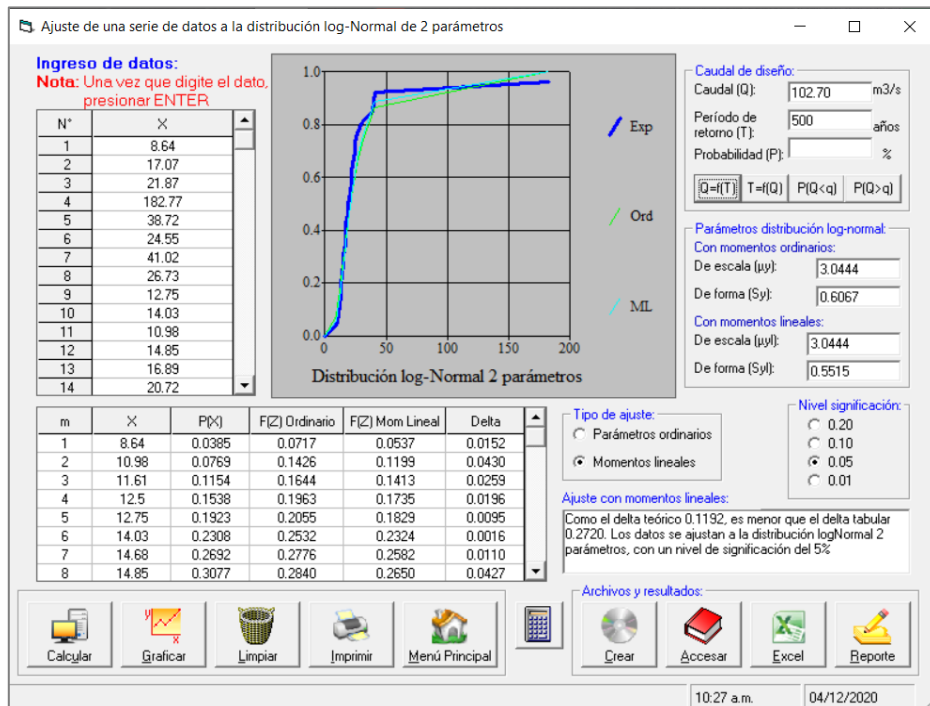 Ajuste de una serie de datos a la distribución log-Normal de 2 parámetros
Ingreso de datos:
Nota: Una vez que digite el dato,
presionar ENTER
N° X
1 8.64
2 17.07
3 21.87
4 182.77
5 38.72
6 24.55
7 41.02
8 26.73
9 12.75
10 14.03
11 10.98
12 14.85
13 16.89
14 20.72
1.0
0.8
0.6
0.4
0.2
0.0
0 50 100 150 200
Exp
Ord
ML
Distribución log-Normal 2 parámetros
Caudal de diseño:
Caudal (Q): 102.70 m3/s
Período de
retorno (T): 500 años
Probabilidad (P): %
Q=f(T) T=f(Q) P(Q<q) P(Q>q)
Parámetros distribución log-normal:
Con momentos ordinarios:
De escala (μy): 3.0444
De forma (Sy): 0.6067
Con momentos lineales:
De escala (μyl): 3.0444
De forma (Syl): 0.5515
m X P(X) F(Z) Ordinario F(Z) Mom Lineal Delta
1 8.64 0.0385 0.0717 0.0537 0.0152
2 10.98 0.0769 0.1426 0.1199 0.0430
3 11.61 0.1154 0.1644 0.1413 0.0259
4 12.5 0.1538 0.1963 0.1735 0.0196
5 12.75 0.1923 0.2055 0.1829 0.0095
6 14.03 0.2308 0.2532 0.2324 0.0016
7 14.68 0.2692 0.2776 0.2582 0.0110
8 14.85 0.3077 0.2840 0.2650 0.0427
Tipo de ajuste:
Parámetros ordinarios
Momentos lineales
Nivel significación:
0.20
0.10
0.05
0.01
Ajuste con momentos lineales:
Como el delta teórico 0.1192, es menor que el delta tabular
0.2720. Los datos se ajustan a la distribución logNormal 2
parámetros, con un nivel de significación del 5%
Calcular
Graficar
Limpiar
Imprimir
Menú Principal
Archivos y resultados:
Crear
Accesar
Excel
Reporte
10:27 a.m. 04/12/2020